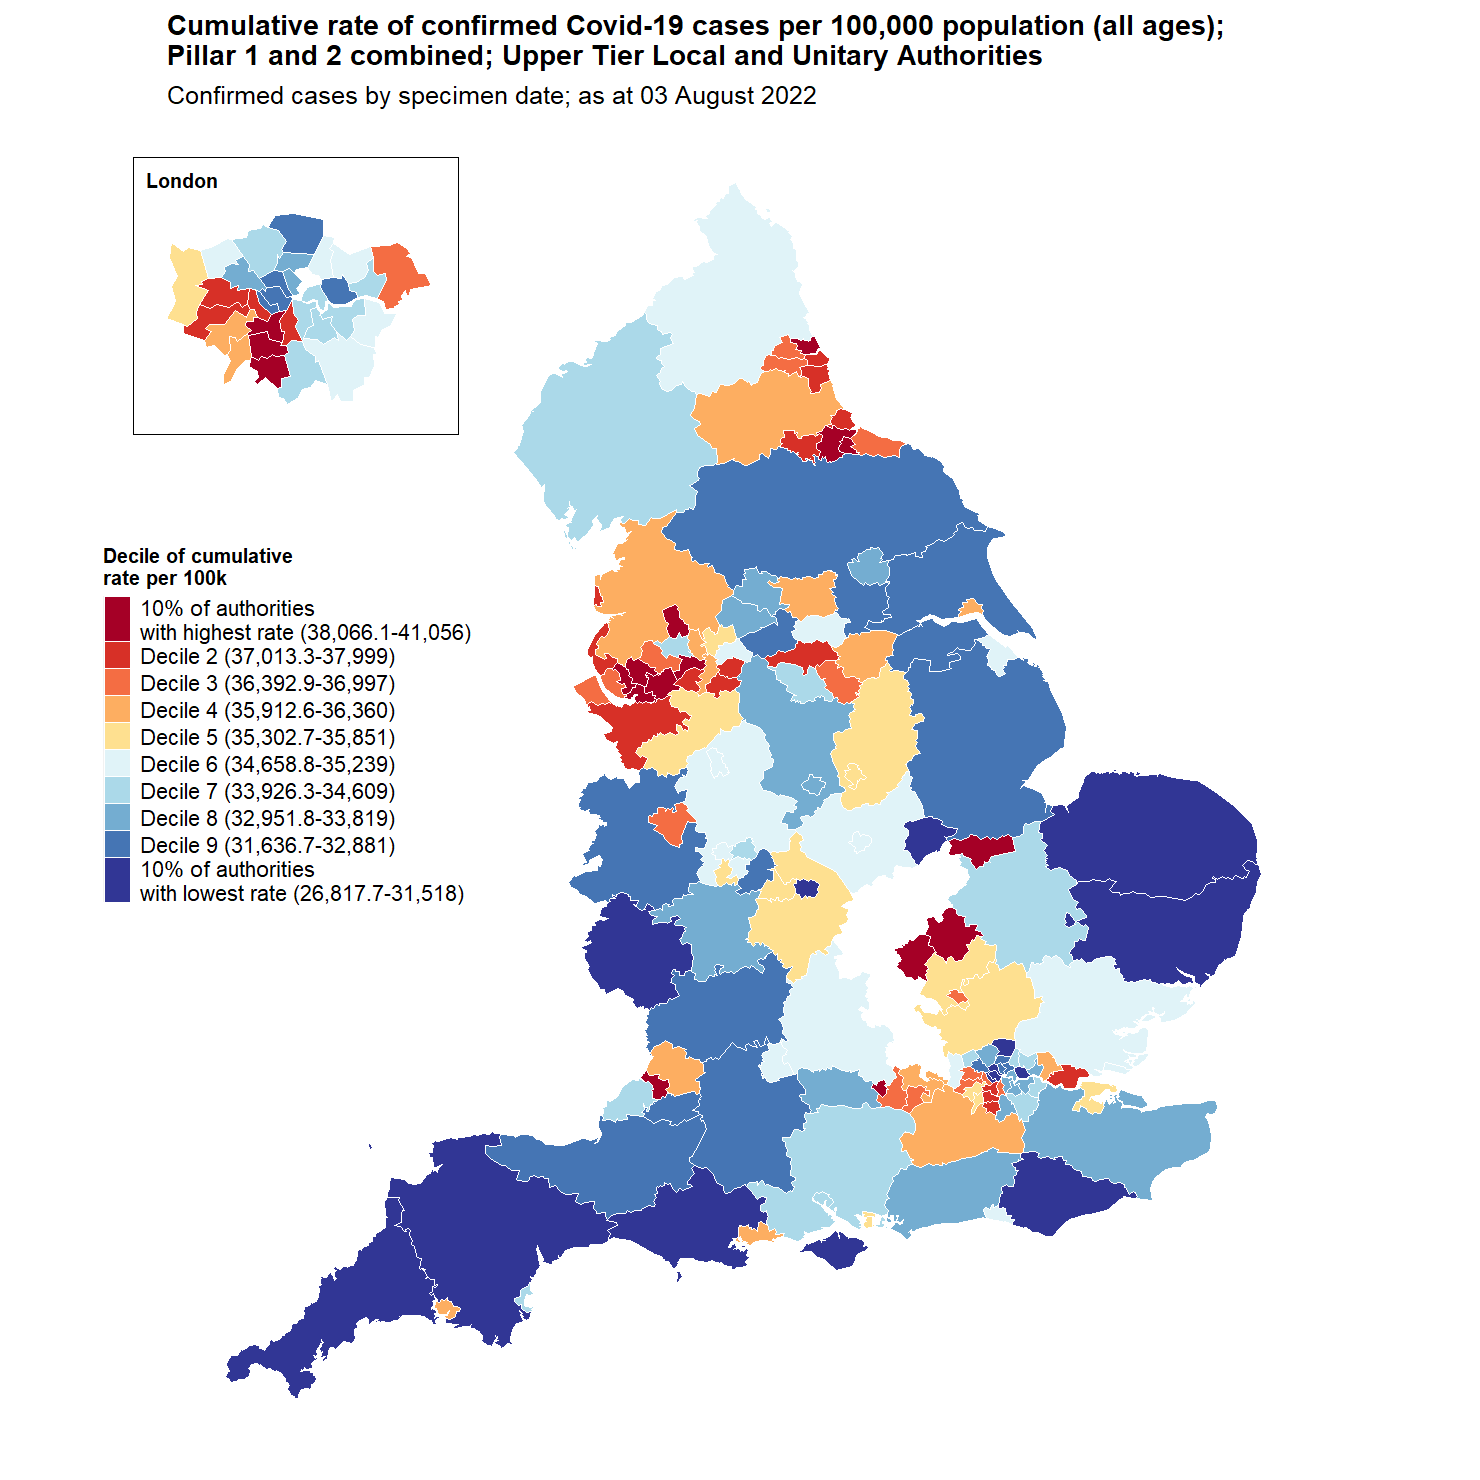 Cumulative rate of confirmed Covid-19 cases per 100,000 population (all ages);
Pillar 1 and 2 combined; Upper Tier Local and Unitary Authorities
Confirmed cases by specimen date; as at 03 August 2022
London
Decile of cumulative
rate per 100k
10% of authorities
with highest rate (38,066.1-41,056)
Decile 2 (37,013.3-37,999)
Decile 3 (36,392.9-36,997)
Decile 4 (35,912.6-36,360)
Decile 5 (35,302.7-35,851)
Decile 6 (34,658.8-35,239)
Decile 7 (33,926.3-34,609)
Decile 8 (32,951.8-33,819)
Decile 9 (31,636.7-32,881)
10% of authorities
with lowest rate (26,817.7-31,518)